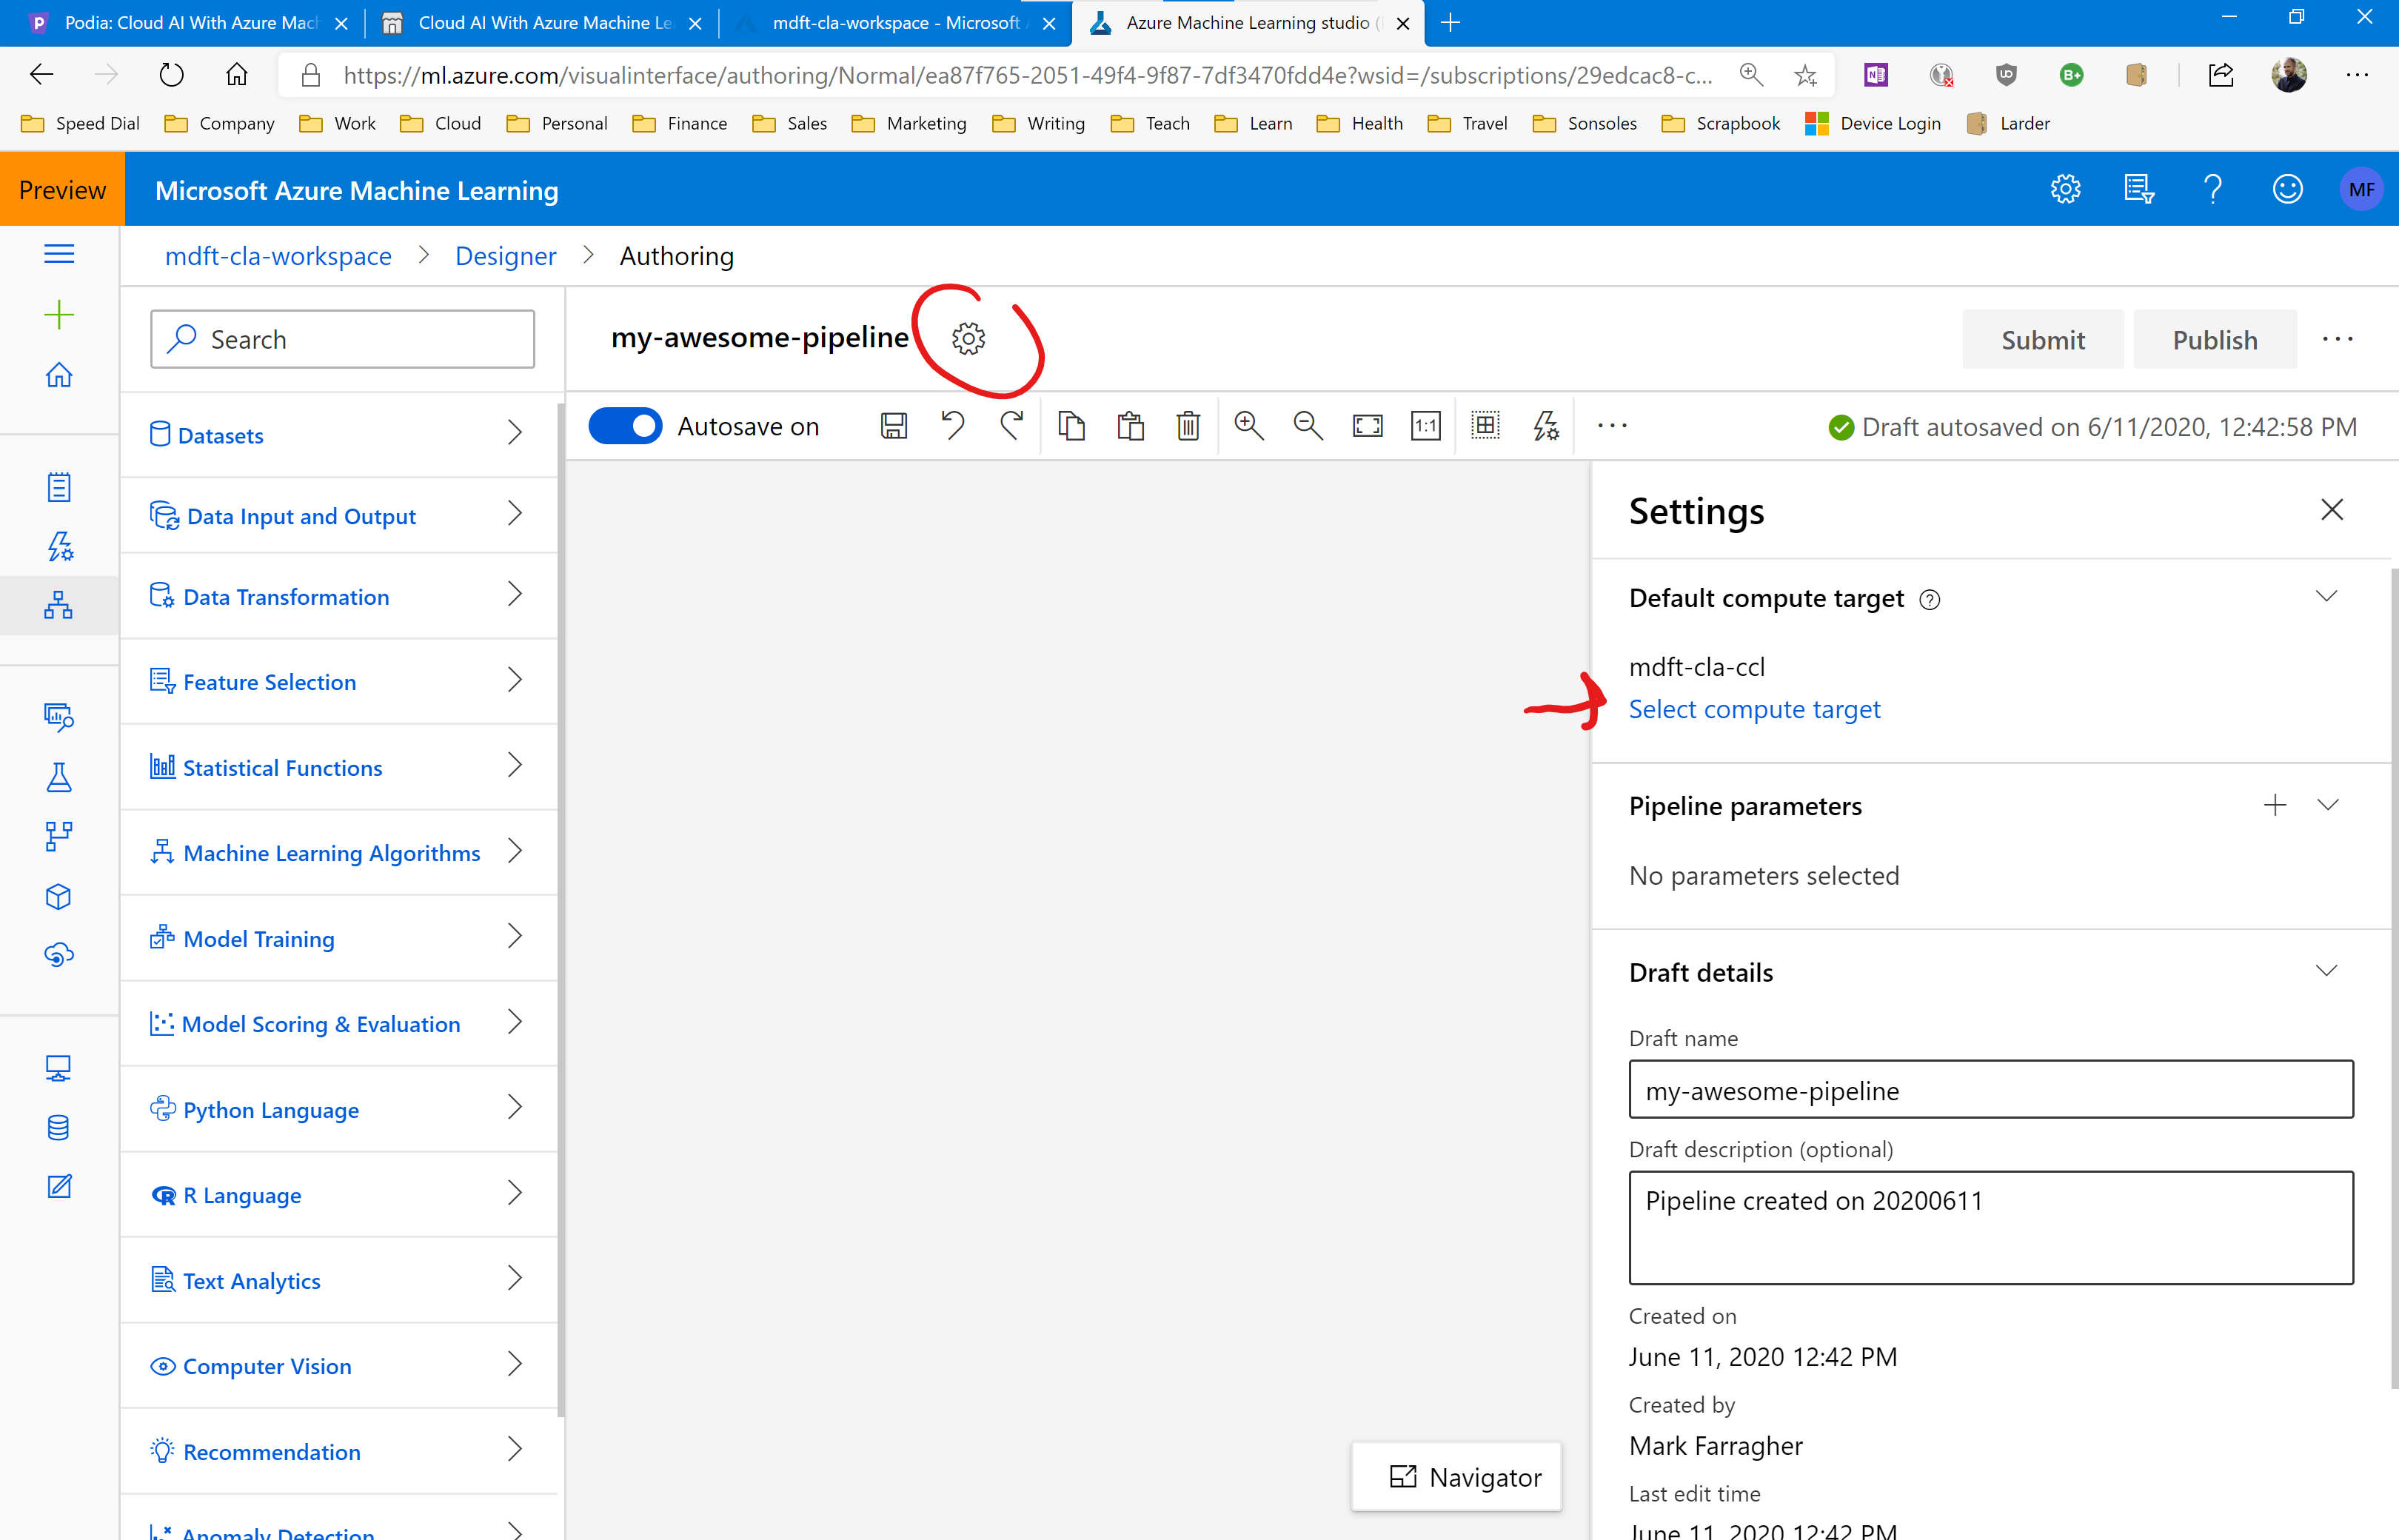 Podia: Cloud AI With Azure Mach
Cloud AI With Azure Machine Le
mdft-cla-workspace - Microsoft A
Azure Machine Learning studio (
https://ml.azure.com/visualinterface/authoring/Normal/ea87f765-2051-49f4-9f87-7df3470fdd4e?wsid=/subscriptions/29edcac8-c...
Speed Dial Company Work Cloud Personal Finance Sales Marketing Writing Teach Learn Health Travel Sonsoles Scrapbook Device Login Larder
Preview Microsoft Azure Machine Learning MF
mdft-cla-workspace > Designer > Authoring
Search
my-awesome-pipeline
Submit Publish ...
Autosave on
1:1
...
Draft autosaved on 6/11/2020, 12:42:58 PM
Datasets
Data Input and Output
Data Transformation
Feature Selection
Statistical Functions
Machine Learning Algorithms
Model Training
Model Scoring & Evaluation
Python Language
R Language
Text Analytics
Computer Vision
Recommendation
Anomaly Detection
Navigator
Settings
Default compute target
mdft-cla-ccl
Select compute target
Pipeline parameters
No parameters selected
Draft details
Draft name
my-awesome-pipeline
Draft description (optional)
Pipeline created on 20200611
Created on
June 11, 2020 12:42 PM
Created by
Mark Farragher
Last edit time
June 11, 2020 12:42 PM